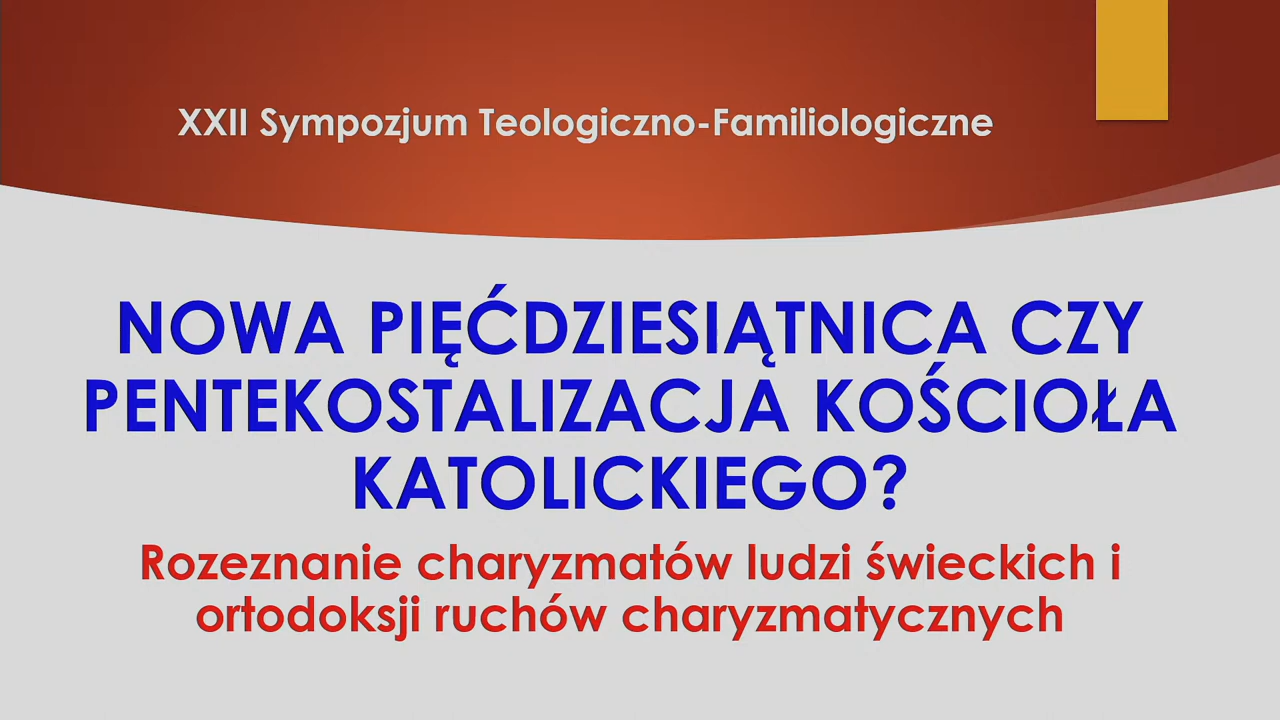 XXII Sympozjum Teologiczno-Familiologiczne
NOWA PIĘĆDZIESIĄTNICA CZY
PENTEKOSTALIZACJA KOŚCIOŁA
KATOLICKIEGO?
Rozeznanie charyzmatów ludzi świeckich i
ortodoksji ruchów charyzmatycznych